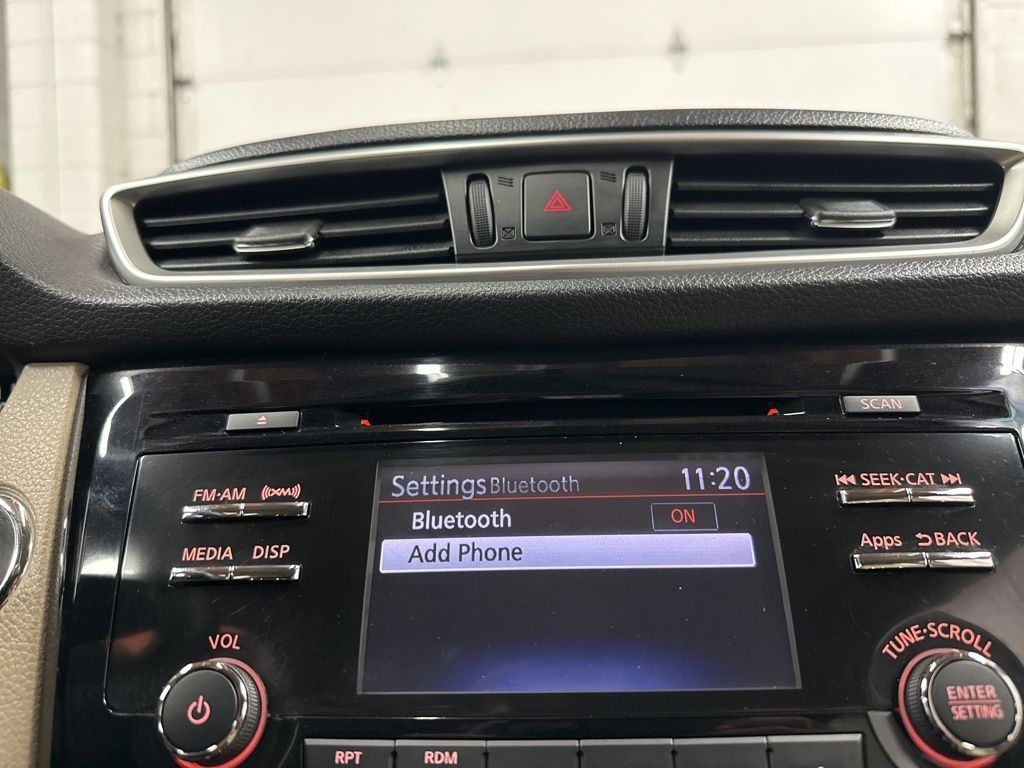 SCAN
FM·AM ((XM))
Settings Bluetooth 11:20
SEEK·CAT
Bluetooth ON
MEDIA DISP
Add Phone
Apps BACK
VOL
TUNE·SCROLL
ENTER
SETTING
RPT RDM